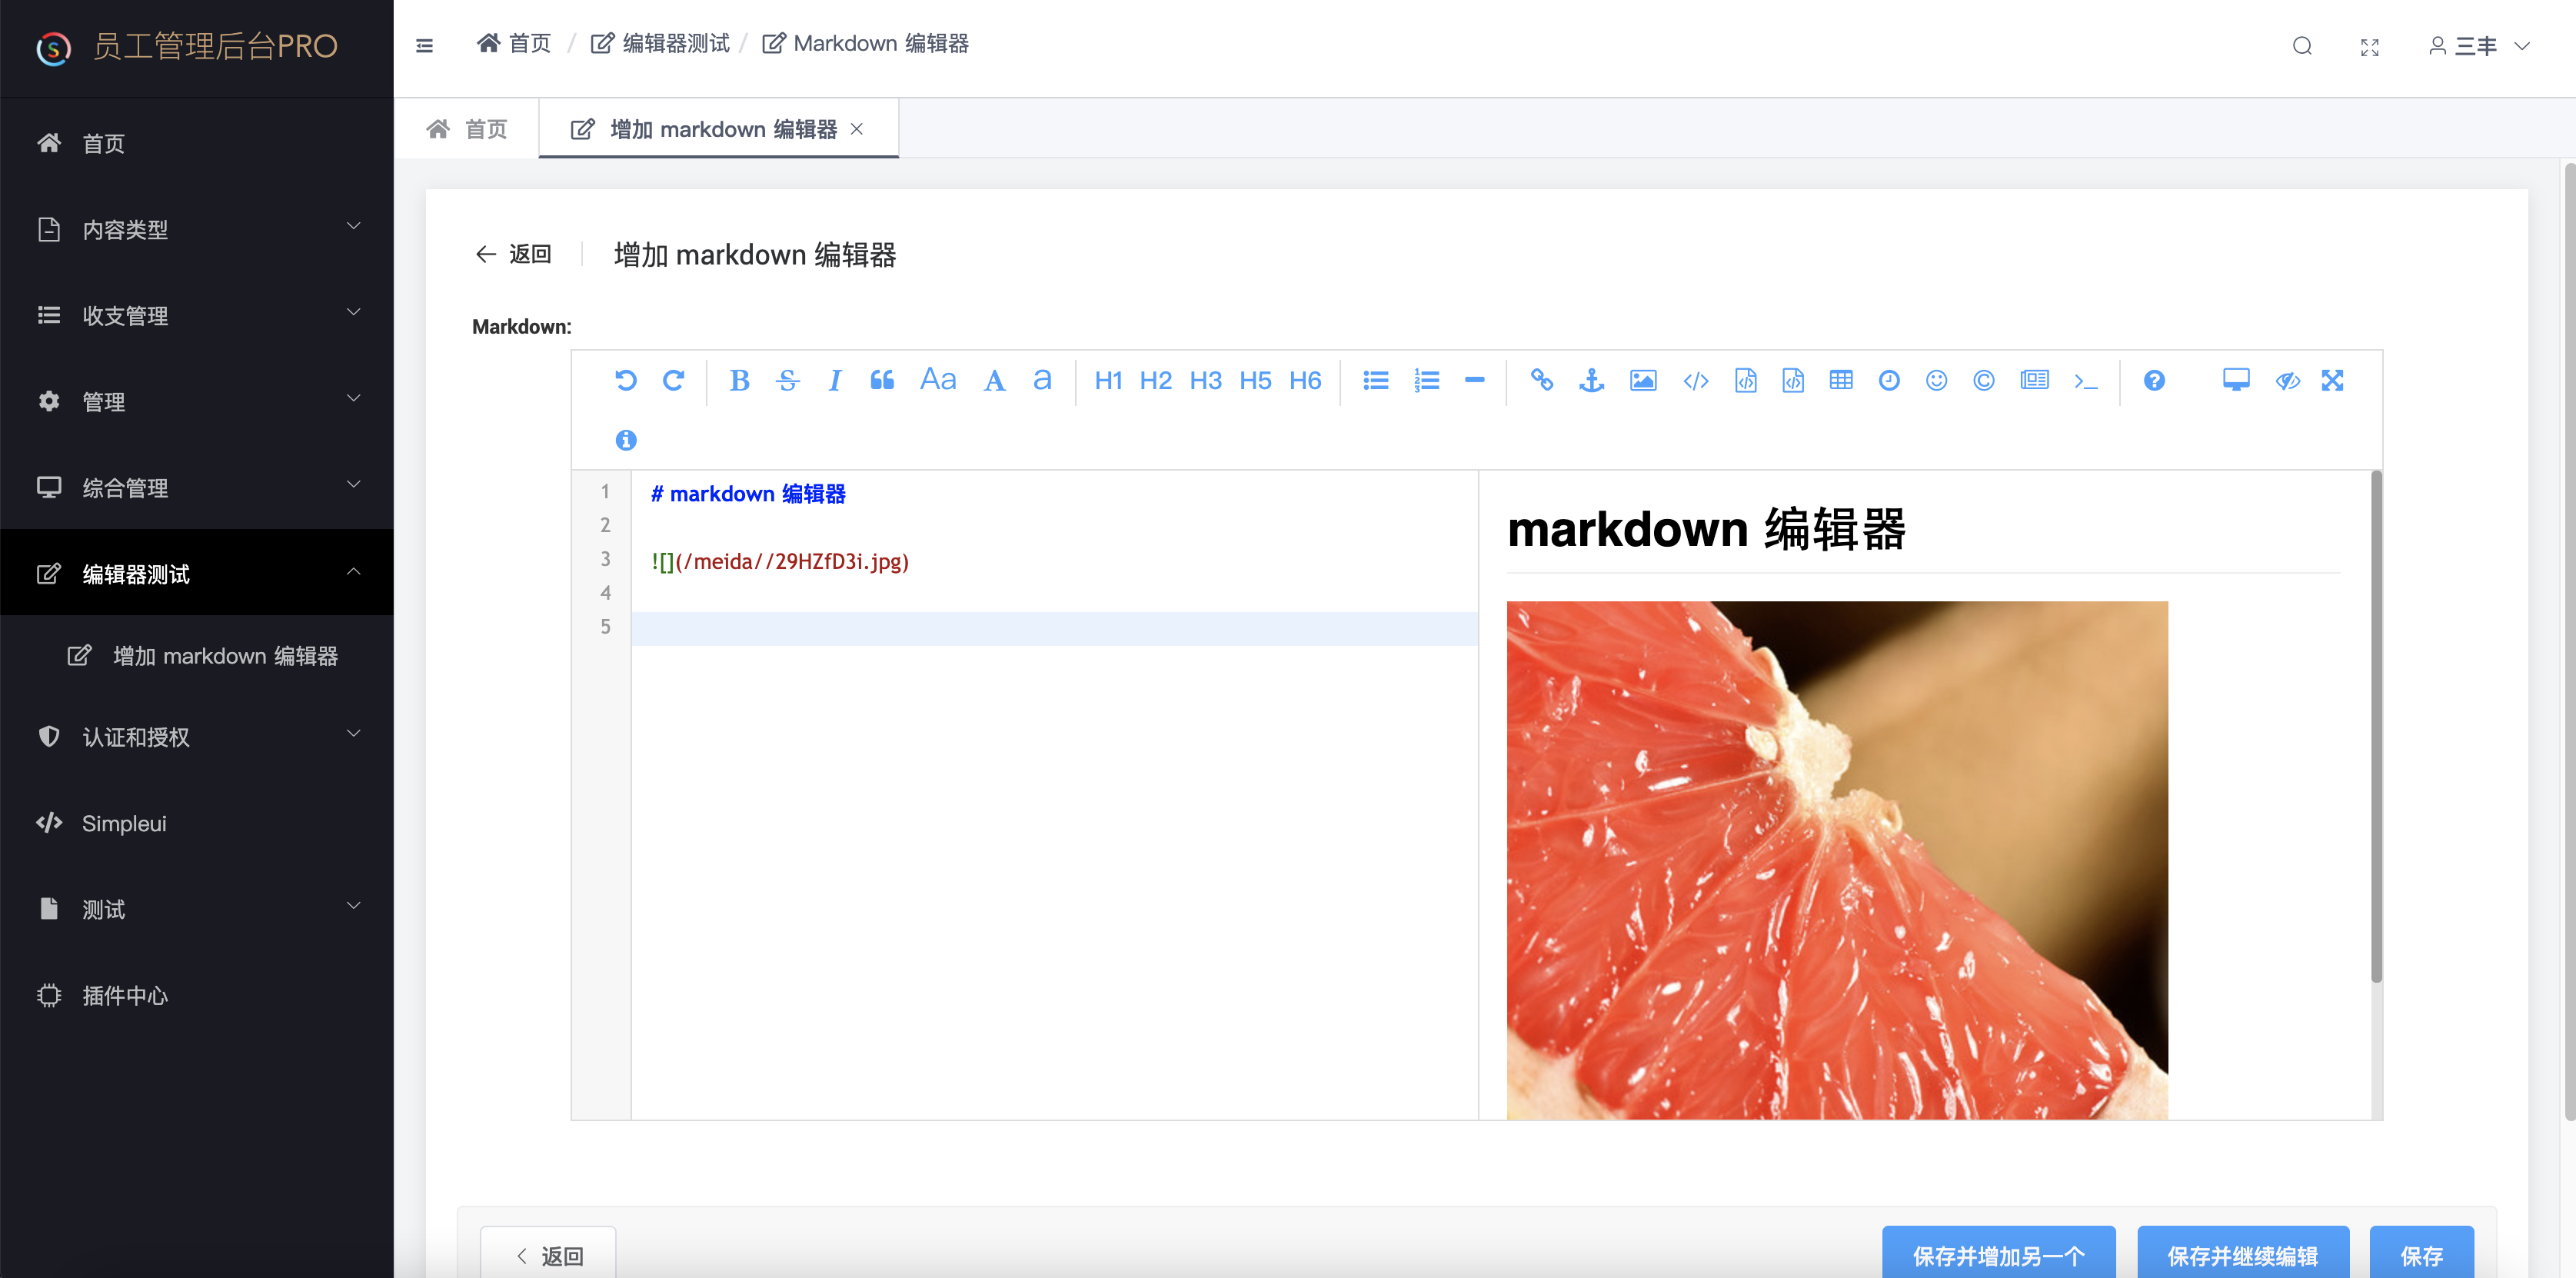 员工管理后台PRO
首页 / 编辑器测试 / Markdown 编辑器
三丰
首页
增加 markdown 编辑器
首页
内容类型
收支管理
管理
综合管理
编辑器测试
增加 markdown 编辑器
认证和授权
Simpleui
测试
插件中心
返回
增加 markdown 编辑器
Markdown:
B S I Aa A a H1 H2 H3 H5 H6
1 # markdown 编辑器
2
3 ![](/meida//29HZfD3i.jpg)
4
5
markdown 编辑器
返回
保存并增加另一个
保存并继续编辑
保存